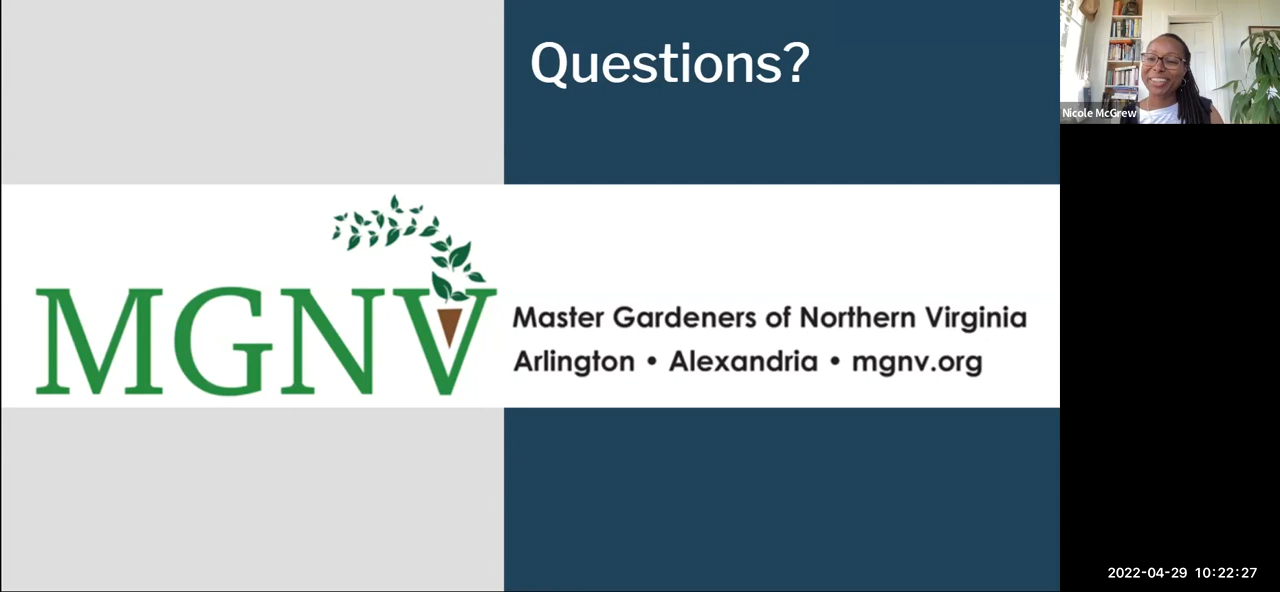 Questions?
Nicole McGrew
MGNV
Master Gardeners of Northern Virginia
Arlington • Alexandria • mgnv.org
2022-04-29 10:22:27